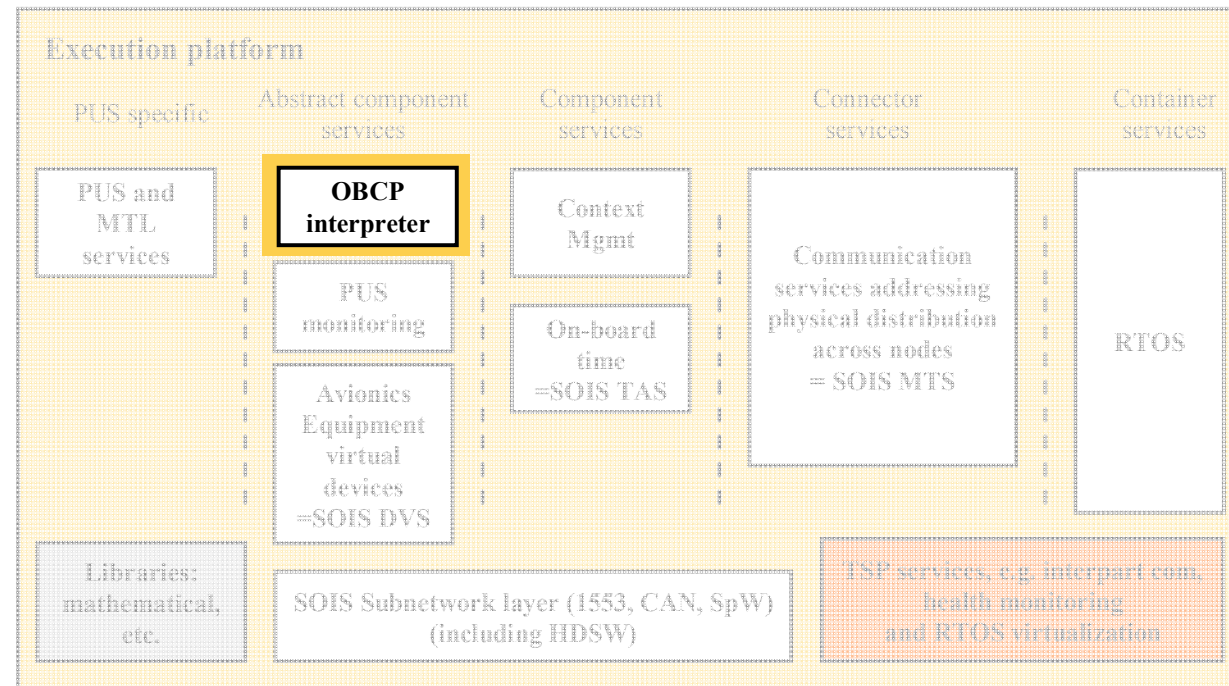 Execution platform
PUS specific
Abstract component
services
Component
services
Connector
services
Container
services
PUS and
MTL
services
OBCP
interpreter
PUS
monitoring
Avionics
Equipment
virtual
devices
=SOIS DVS
Context
Mgmt
On-board
time
=SOIS TAS
Communication
services addressing
physical distribution
across nodes
= SOIS MTS
RTOS
Libraries:
mathematical,
etc.
SOIS Subnetwork layer (1553, CAN, SpW)
(including HDSW)
TSP services, e.g. interpart com,
health monitoring
and RTOS virtualization